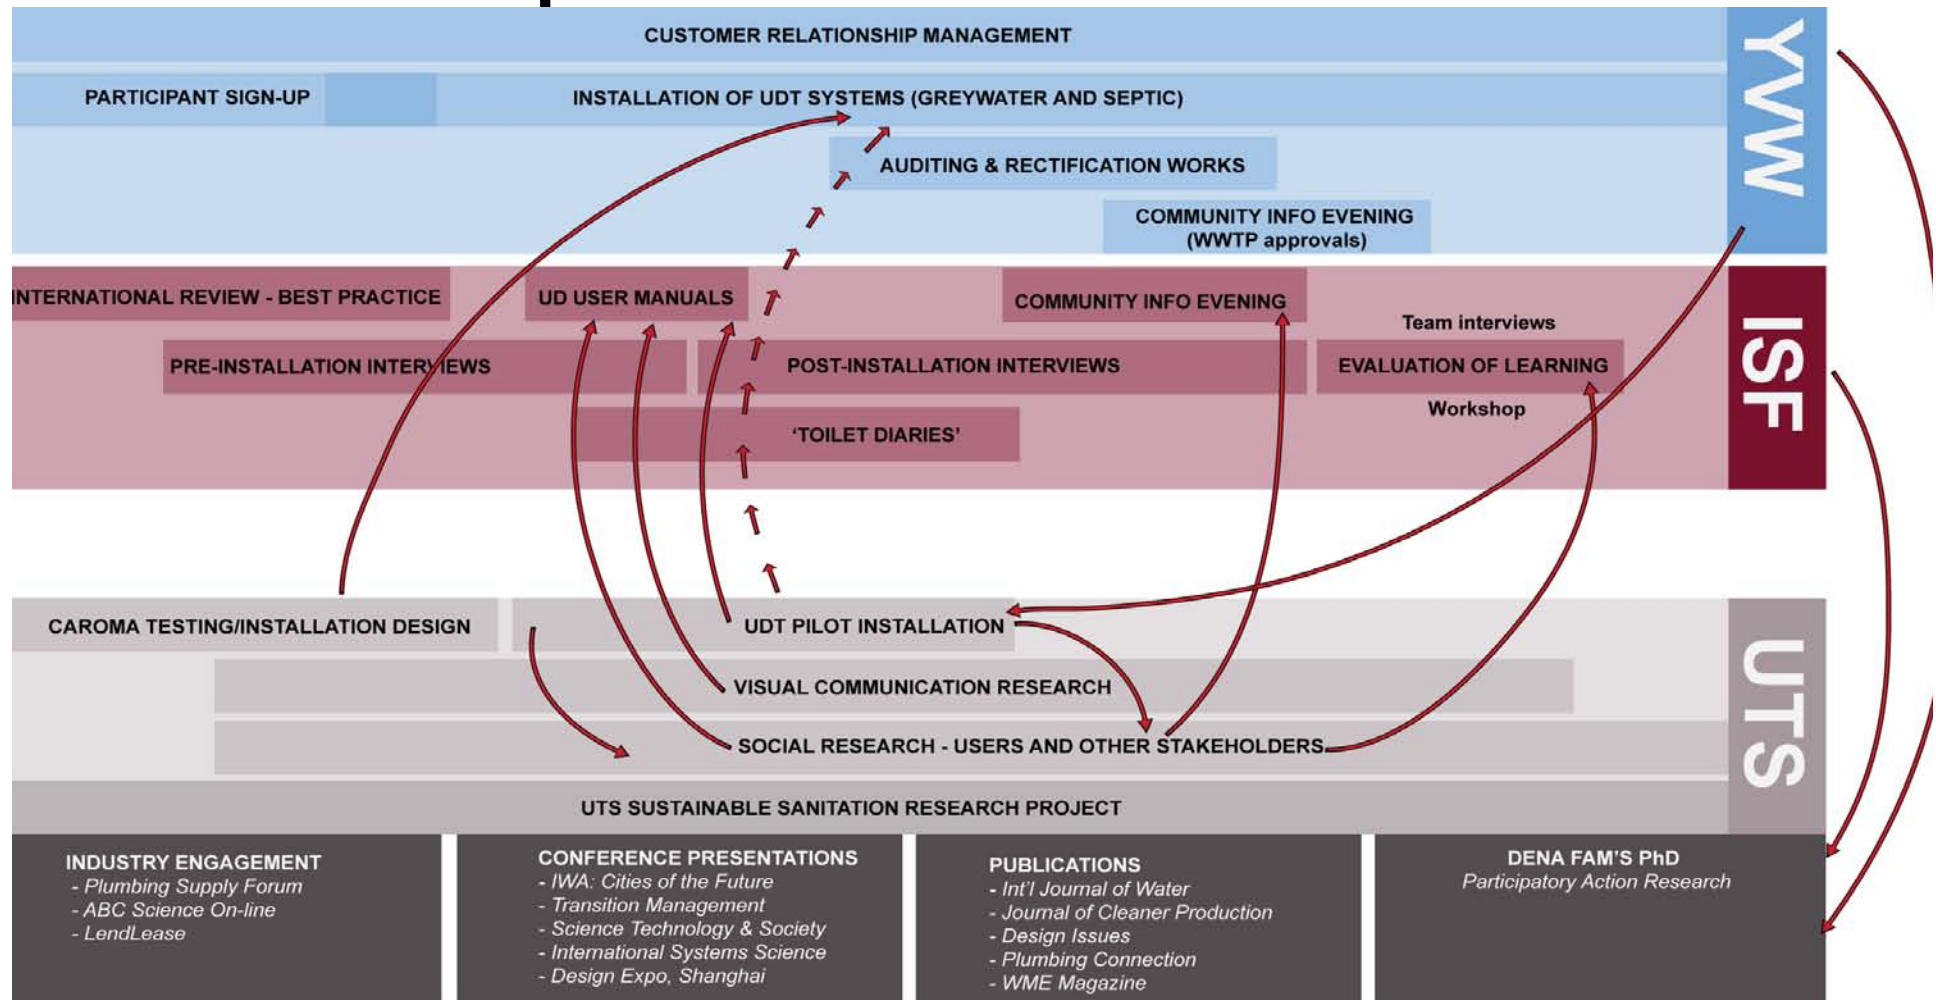 CUSTOMER RELATIONSHIP MANAGEMENT
PARTICIPANT SIGN-UP
INSTALLATION OF UDT SYSTEMS (GREYWATER AND SEPTIC)
AUDITING & RECTIFICATION WORKS
COMMUNITY INFO EVENING
(WWTP approvals)
YVW
INTERNATIONAL REVIEW - BEST PRACTICE
UD USER MANUALS
COMMUNITY INFO EVENING
Team interviews
PRE-INSTALLATION INTERVIEWS
POST-INSTALLATION INTERVIEWS
EVALUATION OF LEARNING
Workshop
'TOILET DIARIES'
ISF
CAROMA TESTING/INSTALLATION DESIGN
UDT PILOT INSTALLATION
VISUAL COMMUNICATION RESEARCH
SOCIAL RESEARCH - USERS AND OTHER STAKEHOLDERS
UTS SUSTAINABLE SANITATION RESEARCH PROJECT
UTS
INDUSTRY ENGAGEMENT
- Plumbing Supply Forum
- ABC Science On-line
- LendLease
CONFERENCE PRESENTATIONS
- IWA: Cities of the Future
- Transition Management
- Science Technology & Society
- International Systems Science
- Design Expo, Shanghai
PUBLICATIONS
- Int'l Journal of Water
- Journal of Cleaner Production
- Design Issues
- Plumbing Connection
- WME Magazine
DENA FAM'S PhD
Participatory Action Research